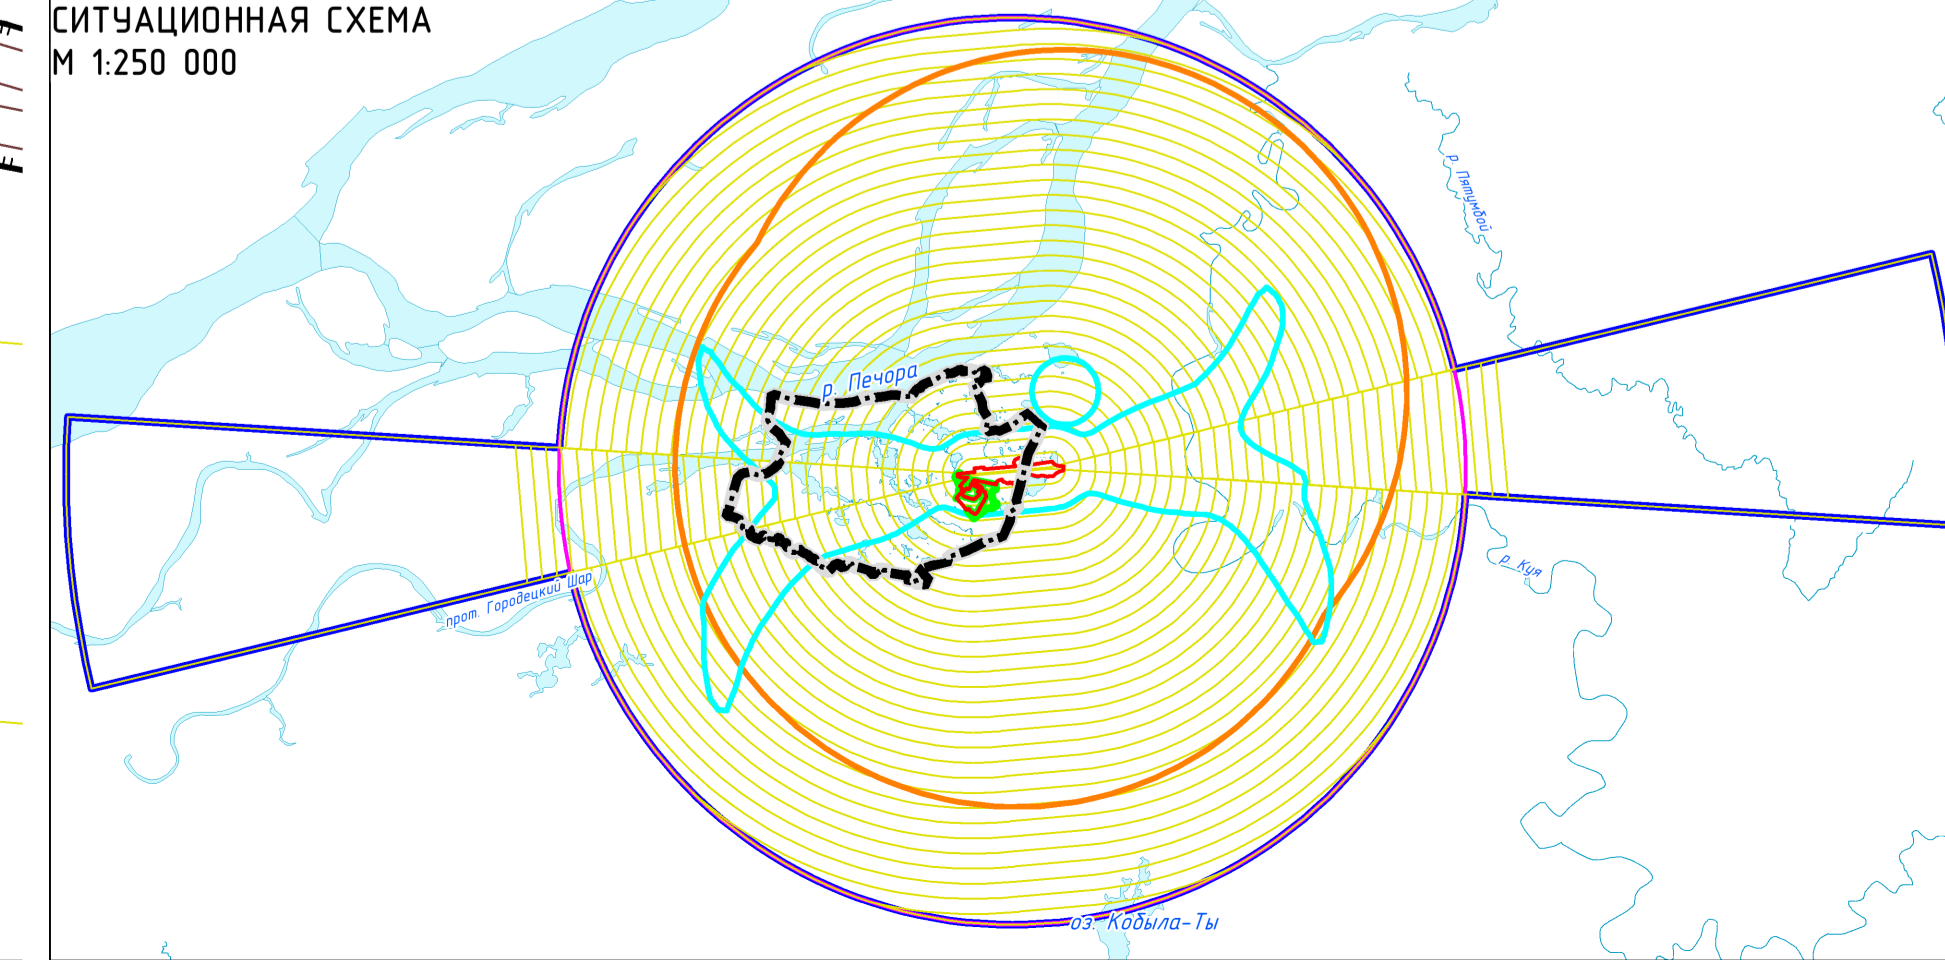 СИТУАЦИОННАЯ СХЕМА
М 1:250 000
р. Пятумбой
р. Печора
р. Куя
прот. Городецкий Шар
оз. Кобыла-Ты